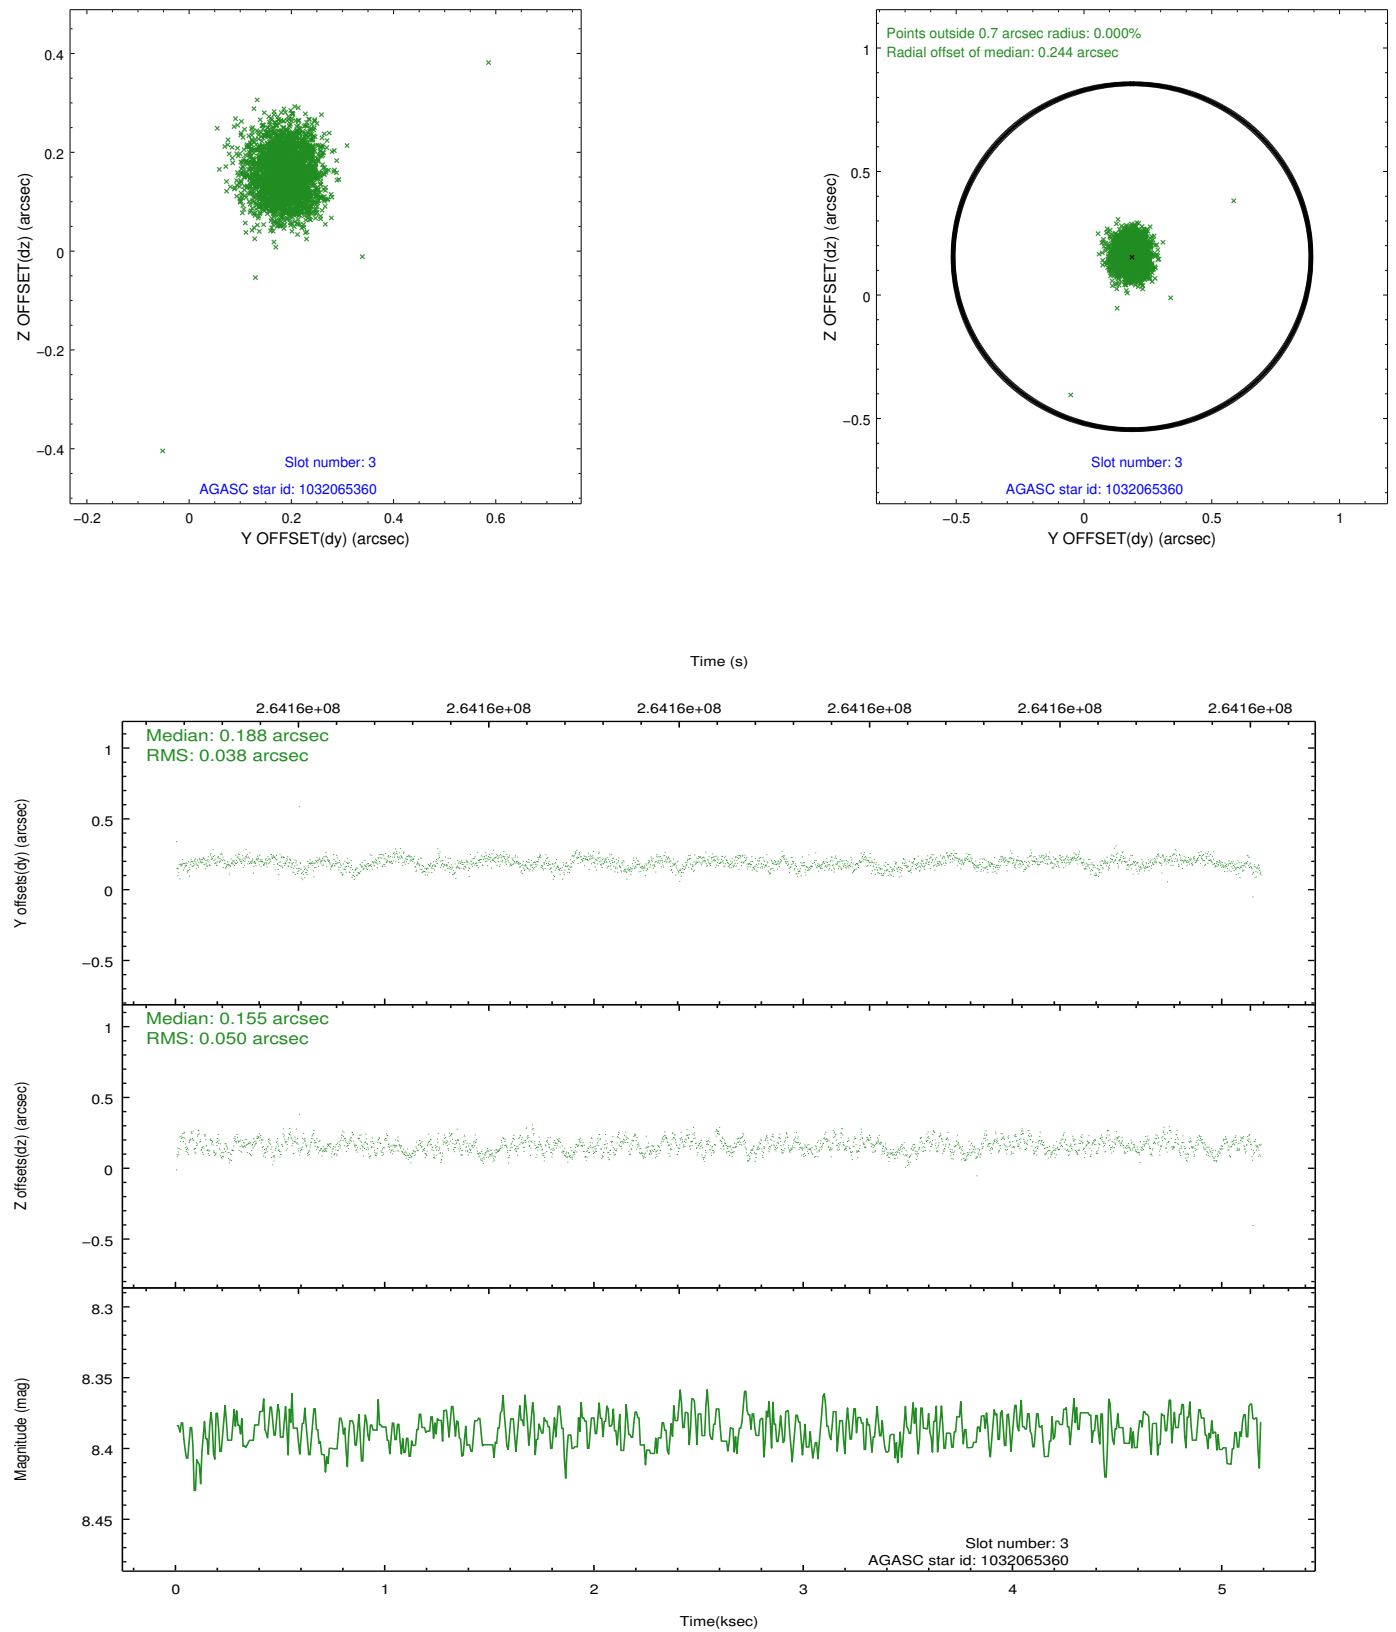 0.4
0.2
0
−0.2
−0.4
Z OFFSET(dz) (arcsec)
Slot number: 3
AGASC star id: 1032065360
−0.2 0 0.2 0.4 0.6
Y OFFSET(dy) (arcsec)
Points outside 0.7 arcsec radius: 0.000%
Radial offset of median: 0.244 arcsec
1
0.5
0
−0.5
Z OFFSET(dz) (arcsec)
Slot number: 3
AGASC star id: 1032065360
−0.5 0 0.5 1
Y OFFSET(dy) (arcsec)
Time (s)
2.6416e+08 2.6416e+08 2.6416e+08 2.6416e+08 2.6416e+08 2.6416e+08
Median: 0.188 arcsec
RMS: 0.038 arcsec
1
0.5
0
−0.5
Y offsets(dy) (arcsec)
Median: 0.155 arcsec
RMS: 0.050 arcsec
1
0.5
0
−0.5
Z offsets(dz) (arcsec)
8.3
8.35
8.4
8.45
Magnitude (mag)
Slot number: 3
AGASC star id: 1032065360
0 1 2 3 4 5
Time(ksec)